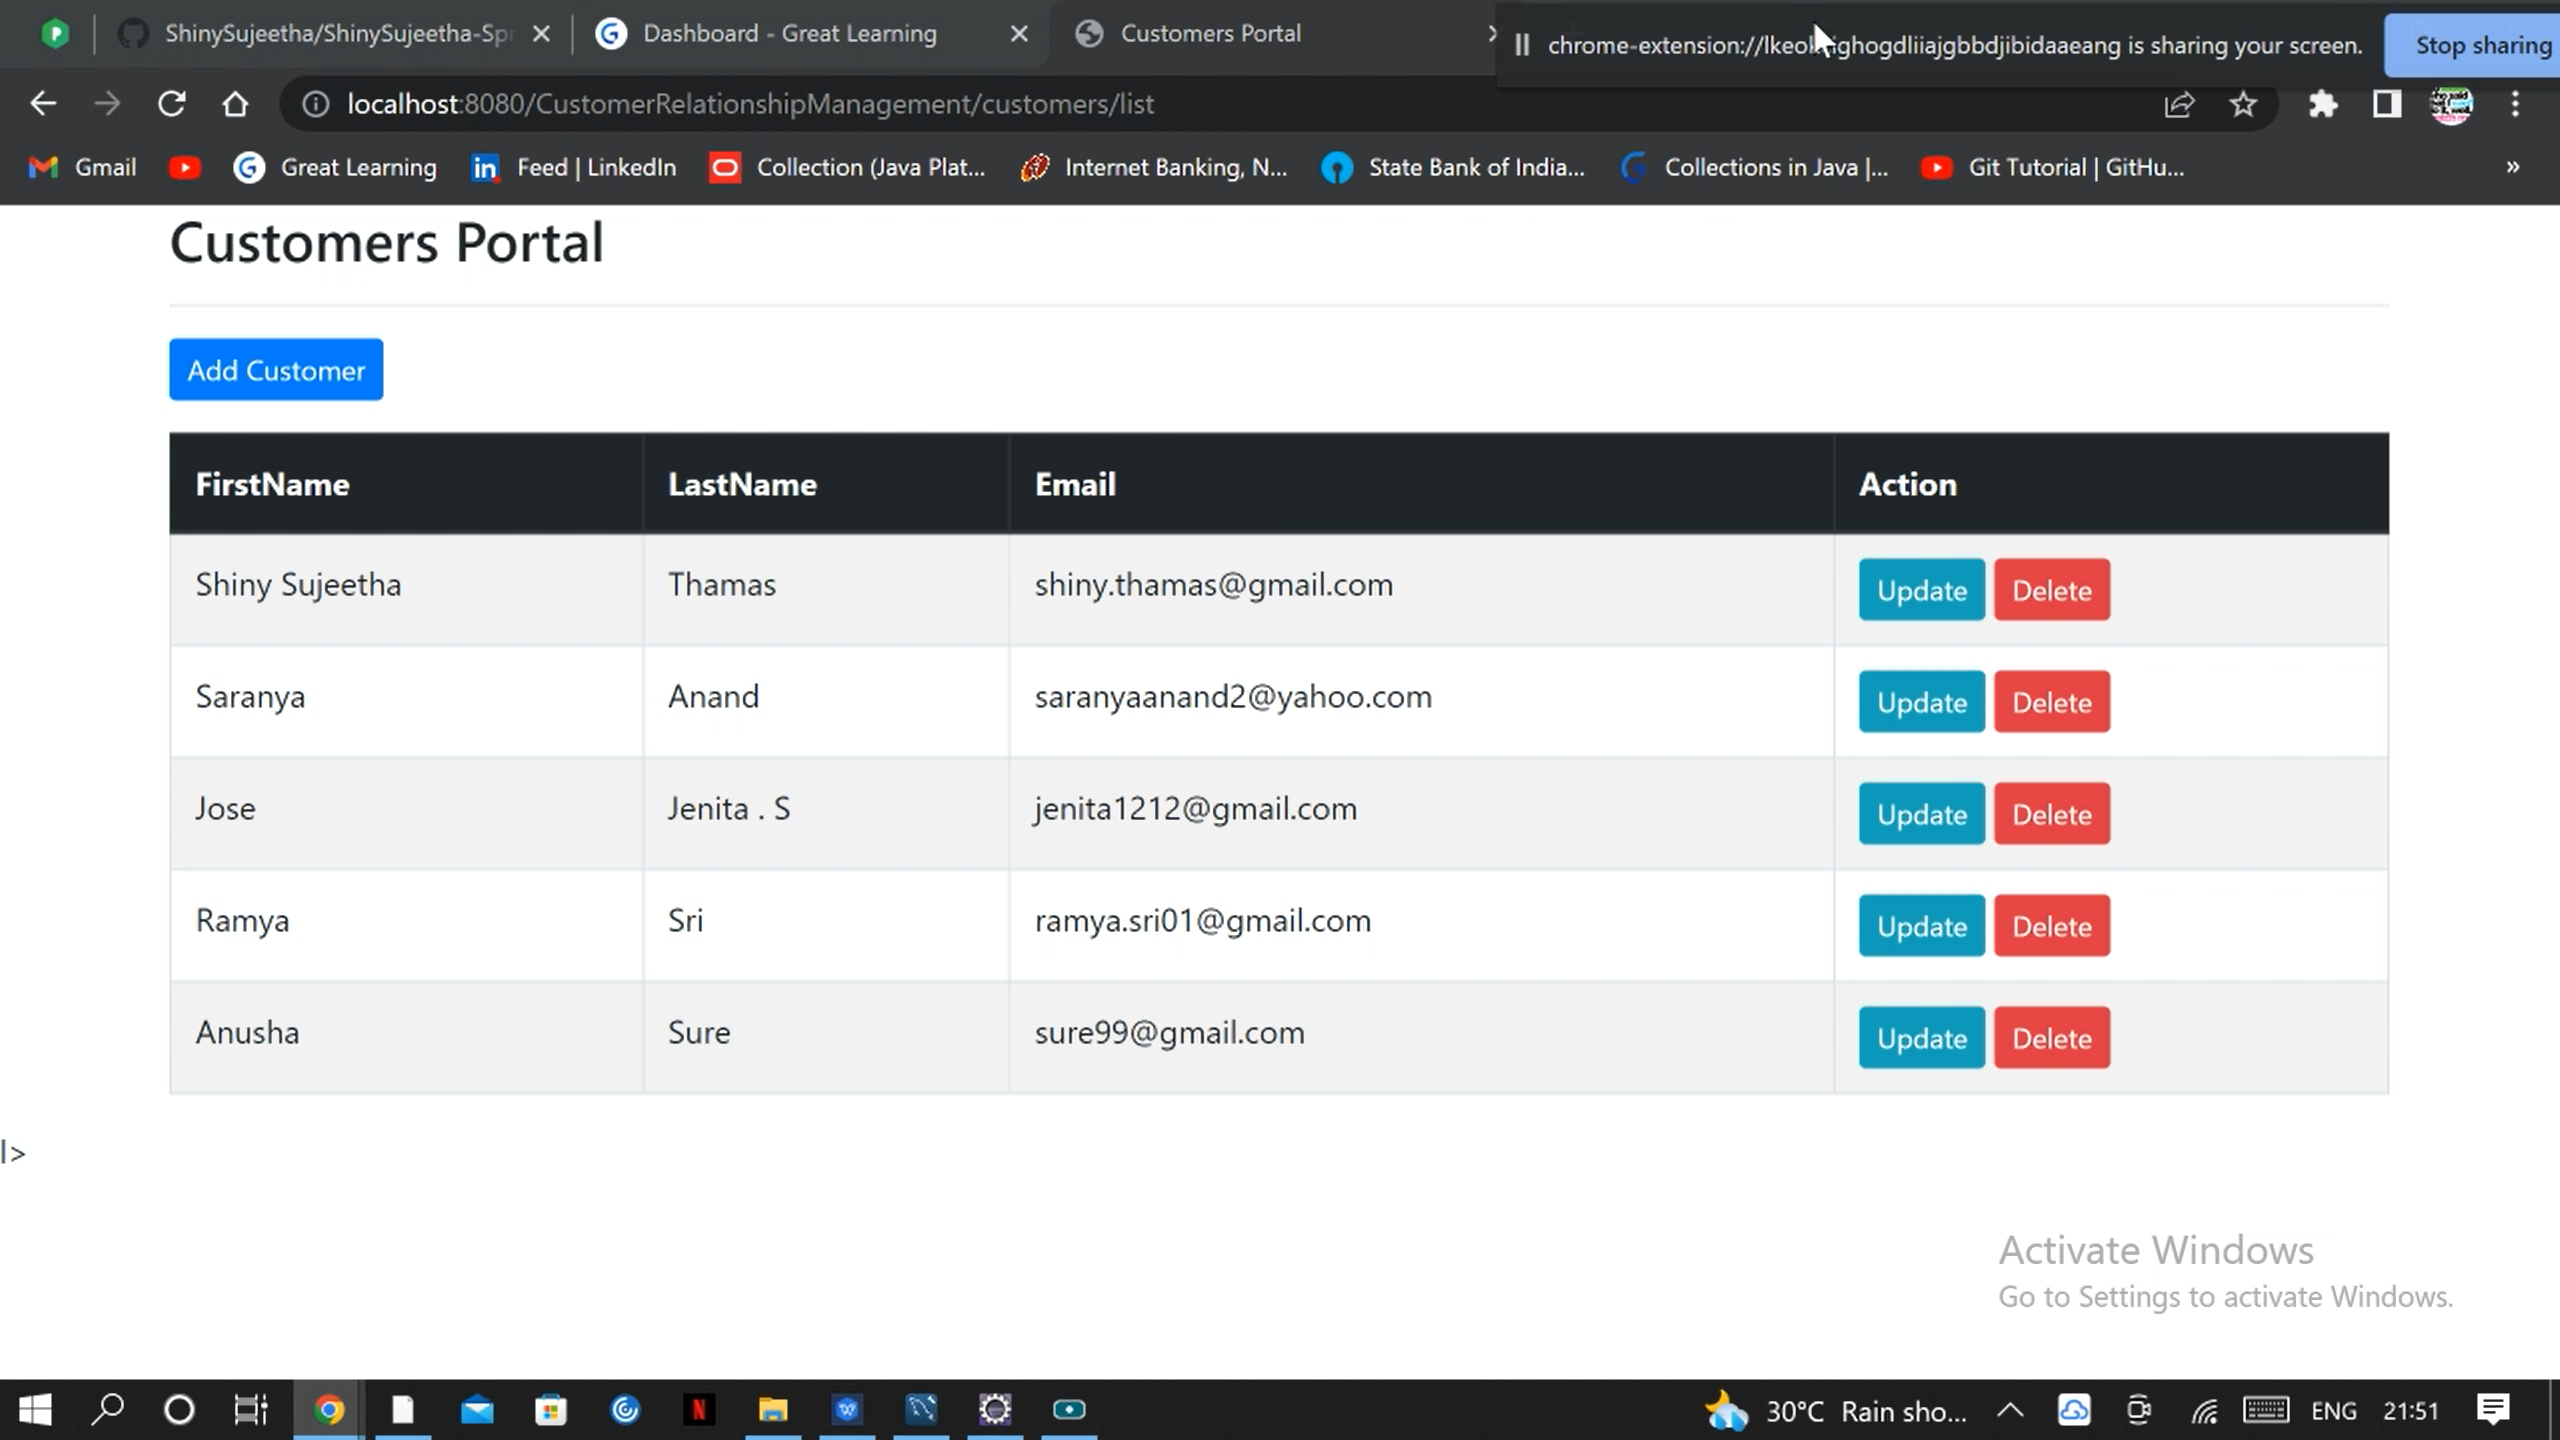 ShinySujeetha/ShinySujeetha-Spr
Dashboard - Great Learning
Customers Portal
is sharing your screen.
Stop sharing
localhost:8080/CustomerRelationshipManagement/customers/list
Gmail
Great Learning
Feed | LinkedIn
Collection (Java Plat...
Internet Banking, N...
State Bank of India...
Collections in Java |...
Git Tutorial | GitHu...
»
Customers Portal
Add Customer
FirstName LastName Email Action
Shiny Sujeetha Thamas shiny.thamas@gmail.com Update Delete
Saranya Anand saranyaanand2@yahoo.com Update Delete
Jose Jenita . S jenita1212@gmail.com Update Delete
Ramya Sri ramya.sri01@gmail.com Update Delete
Anusha Sure sure99@gmail.com Update Delete
l>
Activate Windows
Go to Settings to activate Windows.
30°C Rain sho... ENG 21:51